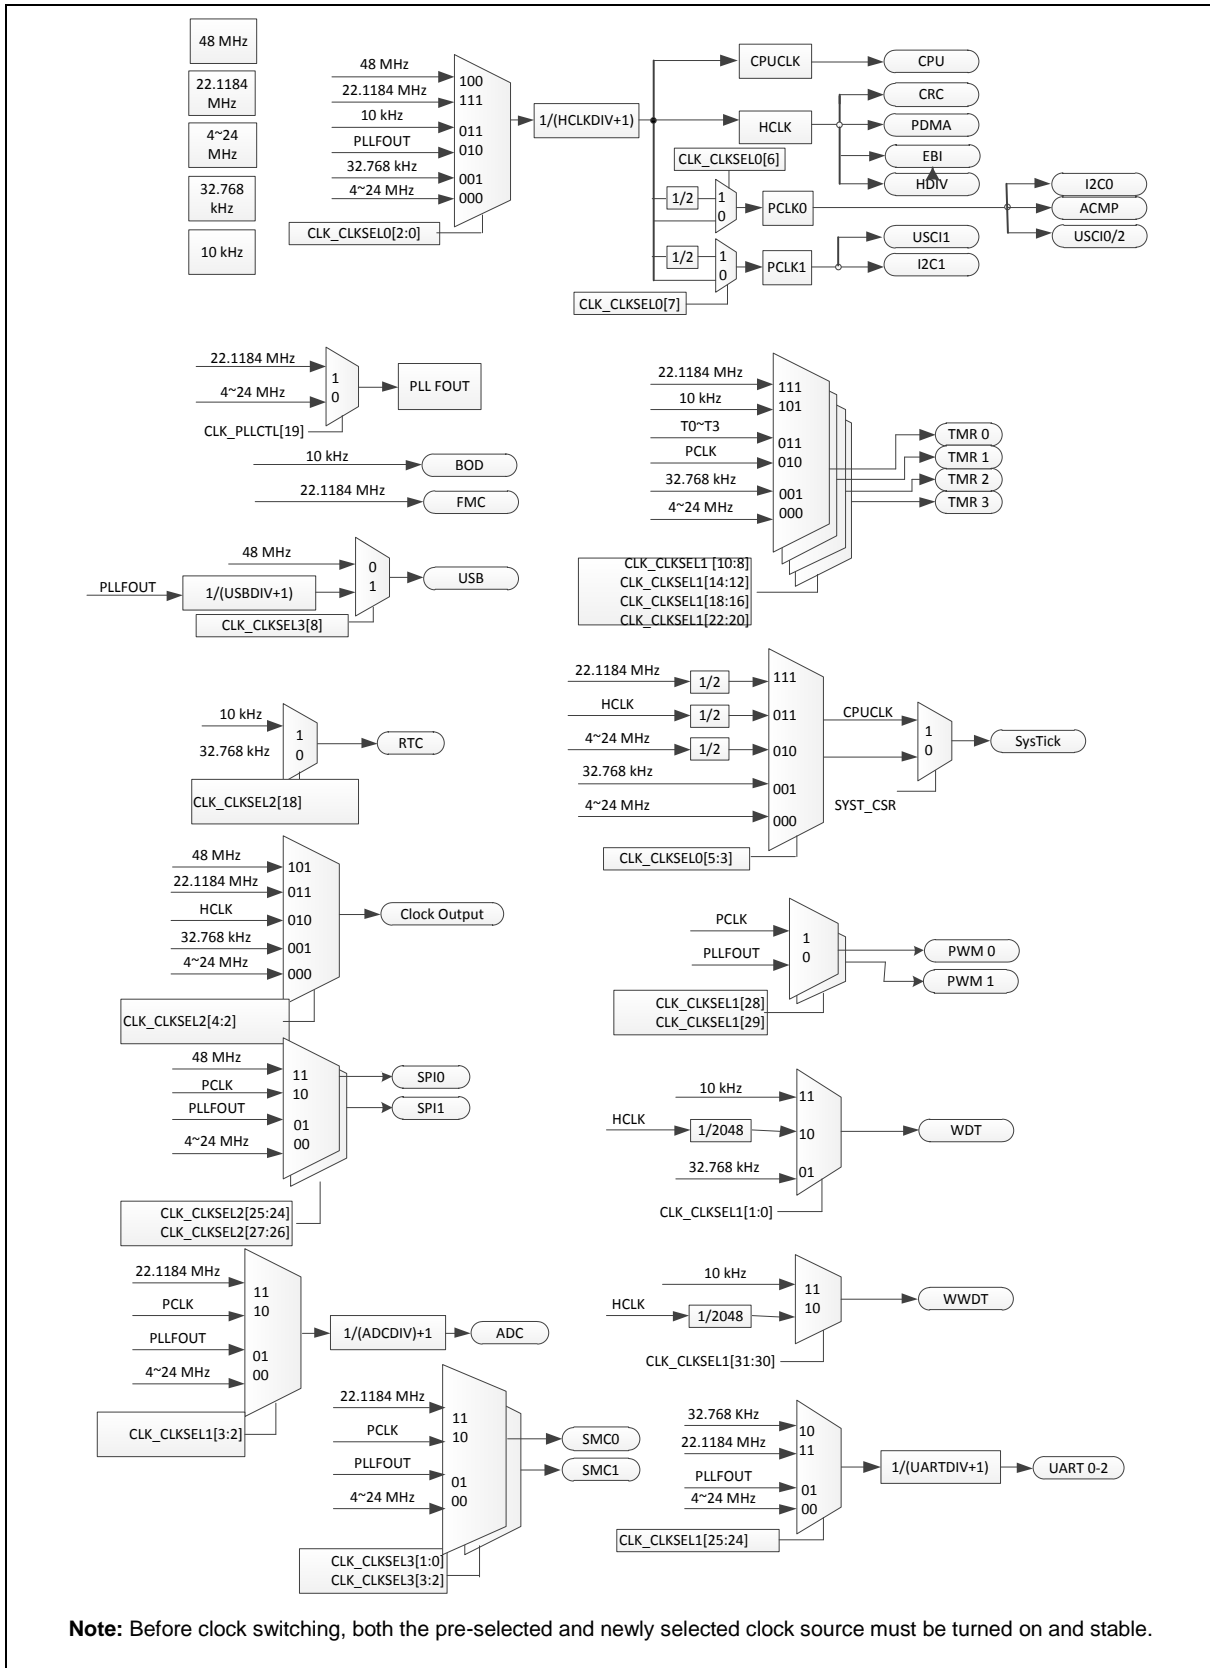 48 MHz
22.1184
MHz
4~24
MHz
32.768
kHz
10 kHz
48 MHz
22.1184 MHz
10 kHz
PLLFOUT
32.768 kHz
4~24 MHz
100
111
011
010
001
000
CLK_CLKSEL0[2:0]
1/(HCLKDIV+1)
CPUCLK
CPU
HCLK
CRC
PDMA
EBI
HDIV
CLK_CLKSEL0[6]
1/2
1
0
PCLK0
I2C0
ACMP
USCI0/2
1/2
1
0
PCLK1
USCI1
I2C1
CLK_CLKSEL0[7]
22.1184 MHz
4~24 MHz
1
0
PLL FOUT
CLK_PLLCTL[19]
10 kHz
BOD
22.1184 MHz
FMC
48 MHz
PLLFOUT
1/(USBDIV+1)
0
1
USB
CLK_CLKSEL3[8]
22.1184 MHz
10 kHz
T0~T3
PCLK
32.768 kHz
4~24 MHz
111
101
011
010
001
000
TMR 0
TMR 1
TMR 2
TMR 3
CLK_CLKSEL1 [10:8]
CLK_CLKSEL1[14:12]
CLK_CLKSEL1[18:16]
CLK_CLKSEL1[22:20]
10 kHz
32.768 kHz
1
0
RTC
CLK_CLKSEL2[18]
22.1184 MHz
HCLK
4~24 MHz
32.768 kHz
4~24 MHz
1/2
1/2
1/2
111
011
010
001
000
CPUCLK
1
0
SysTick
SYST_CSR
CLK_CLKSEL0[5:3]
48 MHz
22.1184 MHz
HCLK
32.768 kHz
4~24 MHz
101
011
010
001
000
Clock Output
CLK_CLKSEL2[4:2]
PCLK
PLLFOUT
1
0
PWM 0
PWM 1
CLK_CLKSEL1[28]
CLK_CLKSEL1[29]
48 MHz
PCLK
PLLFOUT
4~24 MHz
11
10
01
00
SPI0
SPI1
CLK_CLKSEL2[25:24]
CLK_CLKSEL2[27:26]
10 kHz
HCLK
1/2048
32.768 kHz
11
10
01
WDT
CLK_CLKSEL1[1:0]
22.1184 MHz
PCLK
PLLFOUT
4~24 MHz
11
10
01
00
1/(ADCDIV)+1
ADC
CLK_CLKSEL1[3:2]
10 kHz
HCLK
1/2048
11
10
WWDT
CLK_CLKSEL1[31:30]
22.1184 MHz
PCLK
PLLFOUT
4~24 MHz
11
10
01
00
SMC0
SMC1
CLK_CLKSEL3[1:0]
CLK_CLKSEL3[3:2]
32.768 KHz
22.1184 MHz
PLLFOUT
4~24 MHz
10
11
01
00
1/(UARTDIV+1)
UART 0-2
CLK_CLKSEL1[25:24]
Note: Before clock switching, both the pre-selected and newly selected clock source must be turned on and stable.